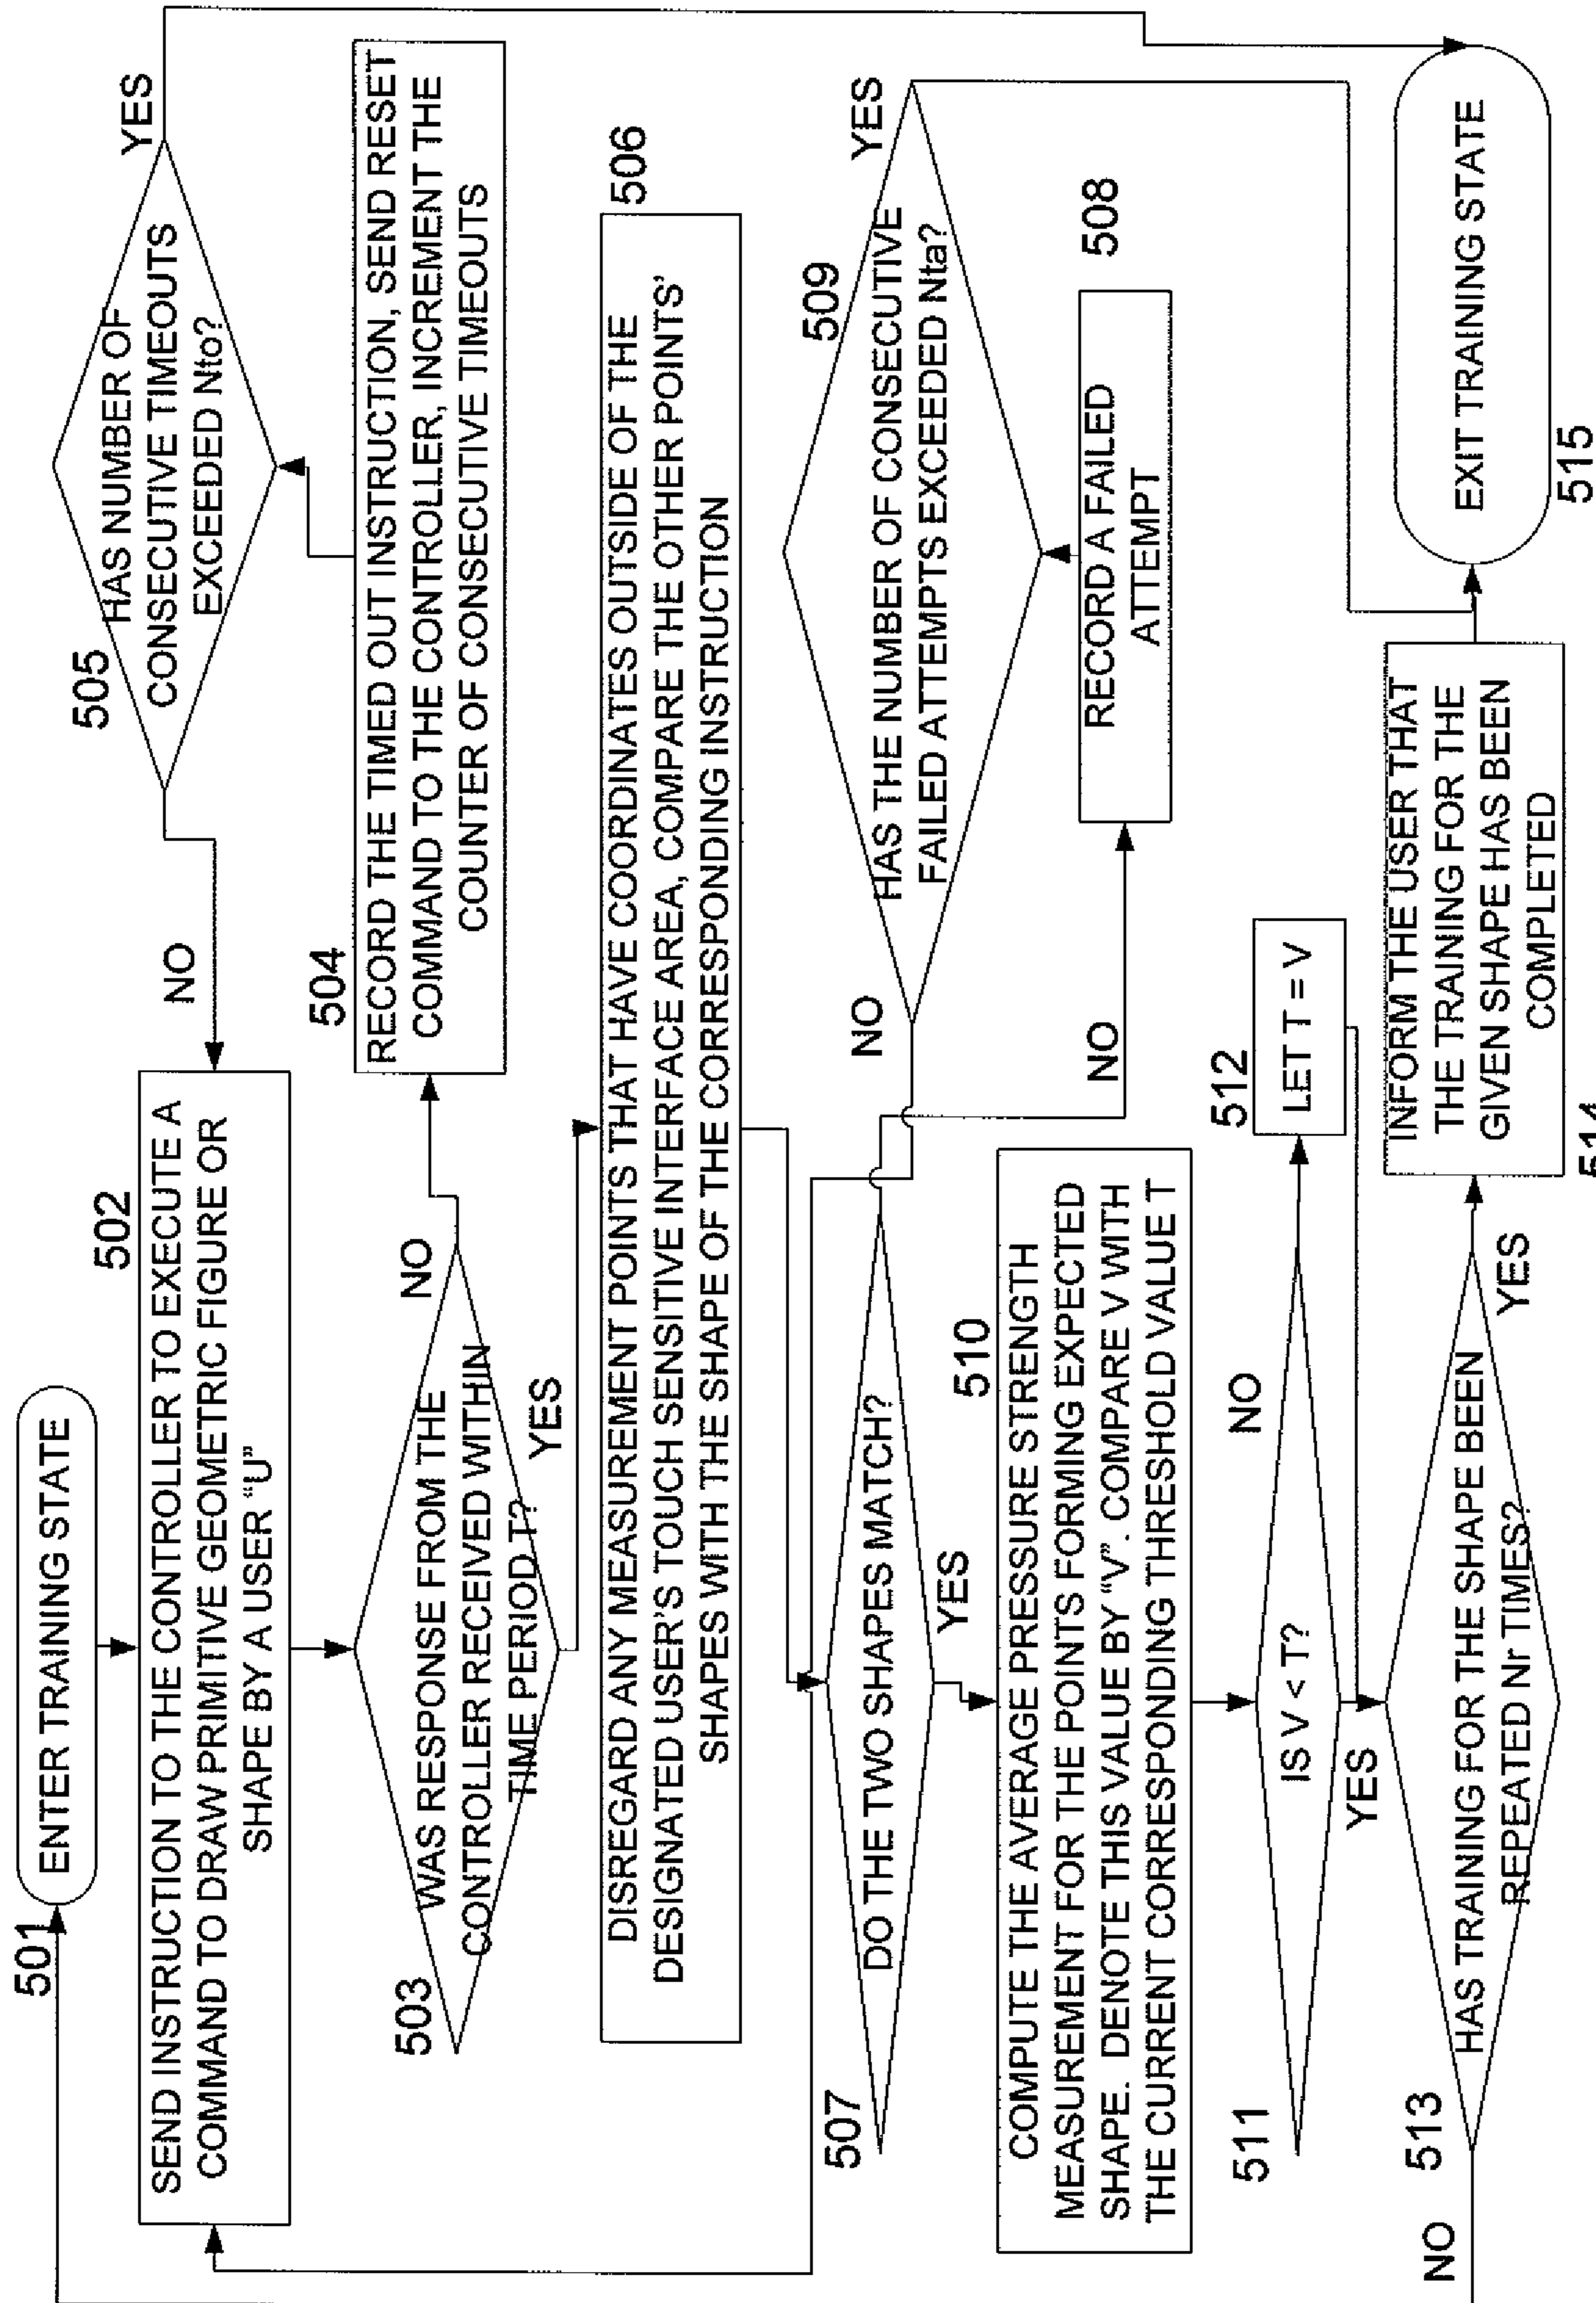 501
ENTER TRAINING STATE
502
SEND INSTRUCTION TO THE CONTROLLER TO EXECUTE A
COMMAND TO DRAW PRIMITIVE GEOMETRIC FIGURE OR
SHAPE BY A USER “U”
503
WAS RESPONSE FROM THE
CONTROLLER RECEIVED WITHIN
TIME PERIOD T?
NO
YES
504
RECORD THE TIMED OUT INSTRUCTION, SEND RESET
COMMAND TO THE CONTROLLER, INCREMENT THE
COUNTER OF CONSECUTIVE TIMEOUTS
505
HAS NUMBER OF
CONSECUTIVE TIMEOUTS
EXCEEDED Nto?
YES
NO
506
DISREGARD ANY MEASUREMENT POINTS THAT HAVE COORDINATES OUTSIDE OF THE
DESIGNATED USER’S TOUCH SENSITIVE INTERFACE AREA, COMPARE THE OTHER POINTS’
SHAPES WITH THE SHAPE OF THE CORRESPONDING INSTRUCTION
507
DO THE TWO SHAPES MATCH?
NO
YES
508
RECORD A FAILED
ATTEMPT
509
HAS THE NUMBER OF CONSECUTIVE
FAILED ATTEMPTS EXCEEDED Nta?
YES
NO
510
COMPUTE THE AVERAGE PRESSURE STRENGTH
MEASUREMENT FOR THE POINTS FORMING EXPECTED
SHAPE. DENOTE THIS VALUE BY “V”. COMPARE V WITH
THE CURRENT CORRESPONDING THRESHOLD VALUE T
511
IS V < T?
NO
YES
512
LET T = V
513
HAS TRAINING FOR THE SHAPE BEEN
REPEATED Nr TIMES?
NO
YES
514
INFORM THE USER THAT
THE TRAINING FOR THE
GIVEN SHAPE HAS BEEN
COMPLETED
EXIT TRAINING STATE
515